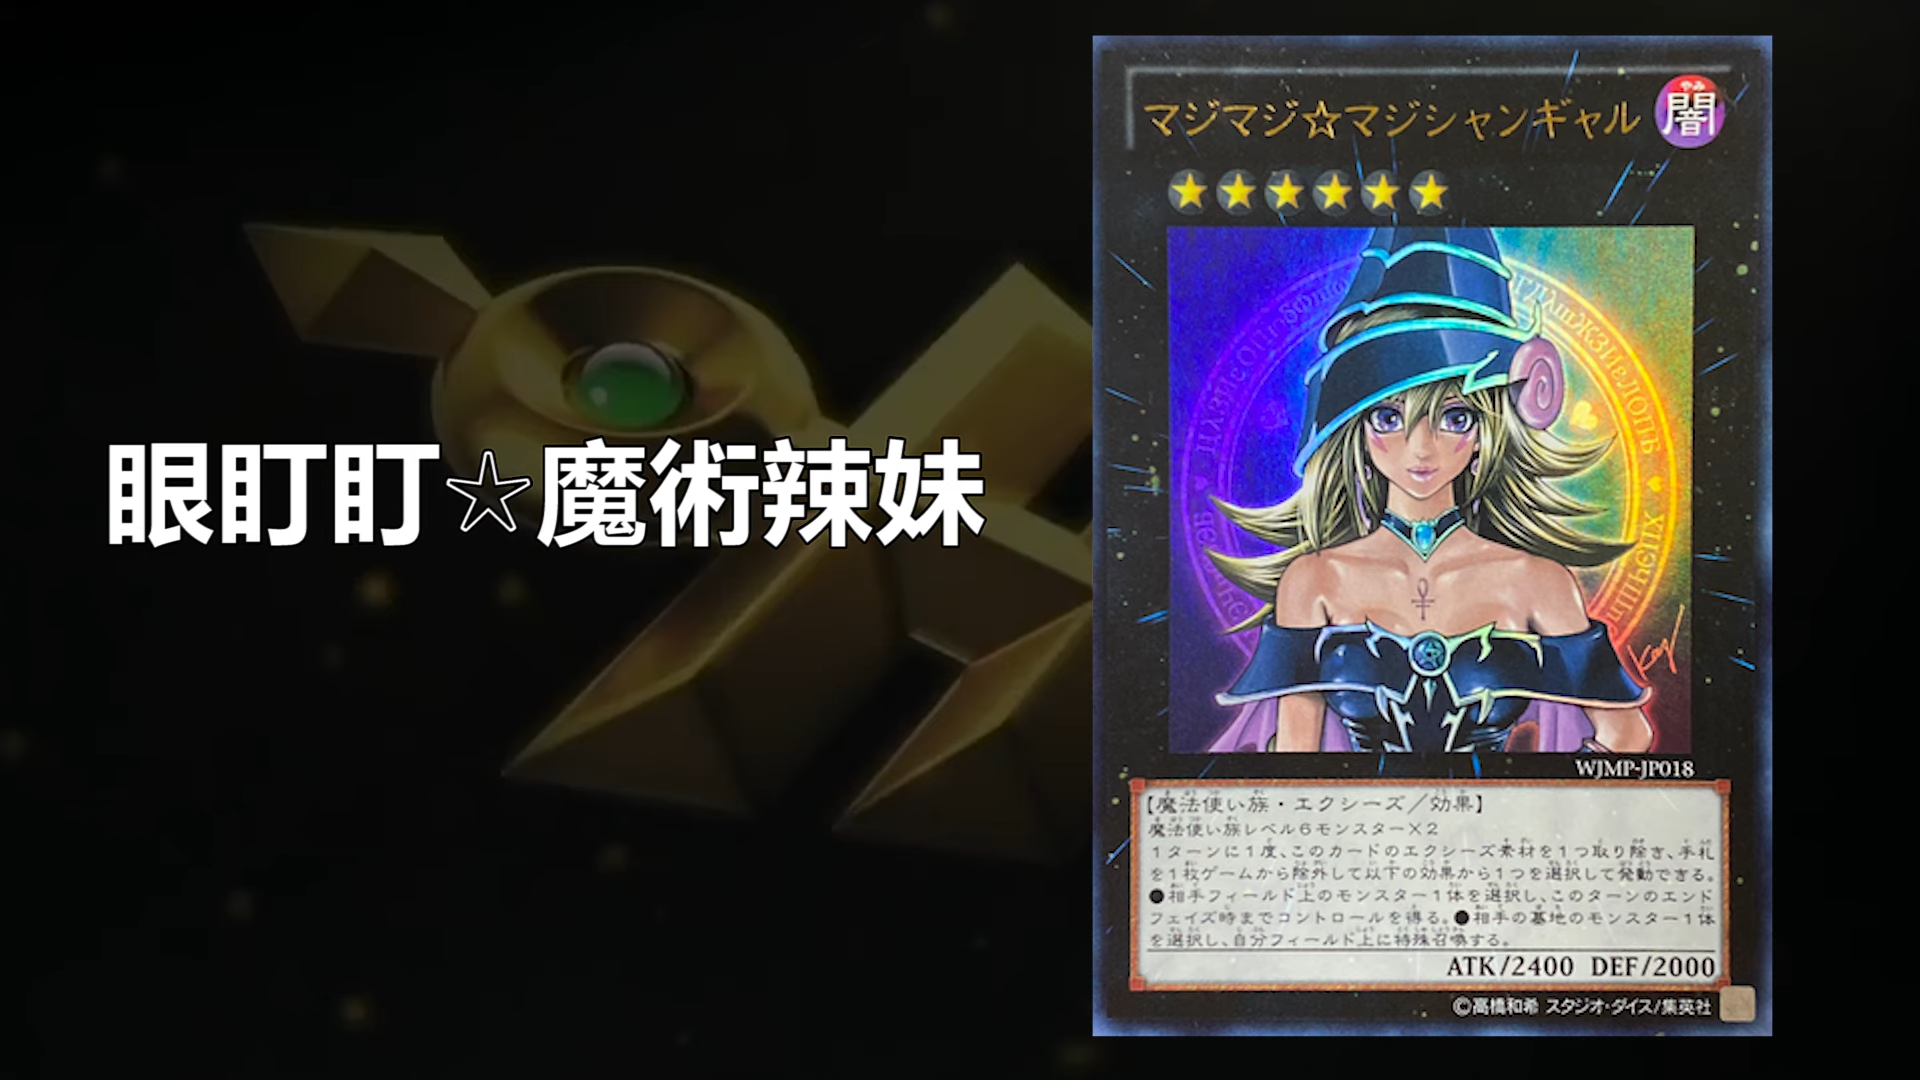 眼盯盯☆魔術辣妹
マジマジ☆マジシャンギャル
闇
WJMP-JP018
【魔法使い族・エクシーズ/効果】
魔法使い族レベル6モンスター×2
1ターンに1度、このカードのエクシーズ素材を1つ取り除き、手札
を1枚ゲームから除外して以下の効果から1つを選択して発動できる。
●相手フィールド上のモンスター1体を選択し、このターンのエンド
フェイズ時までコントロールを得る。●相手の墓地のモンスター1体
を選択し、自分フィールド上に特殊召喚する。
ATK/2400 DEF/2000
©高橋和希 スタジオ・ダイス/集英社